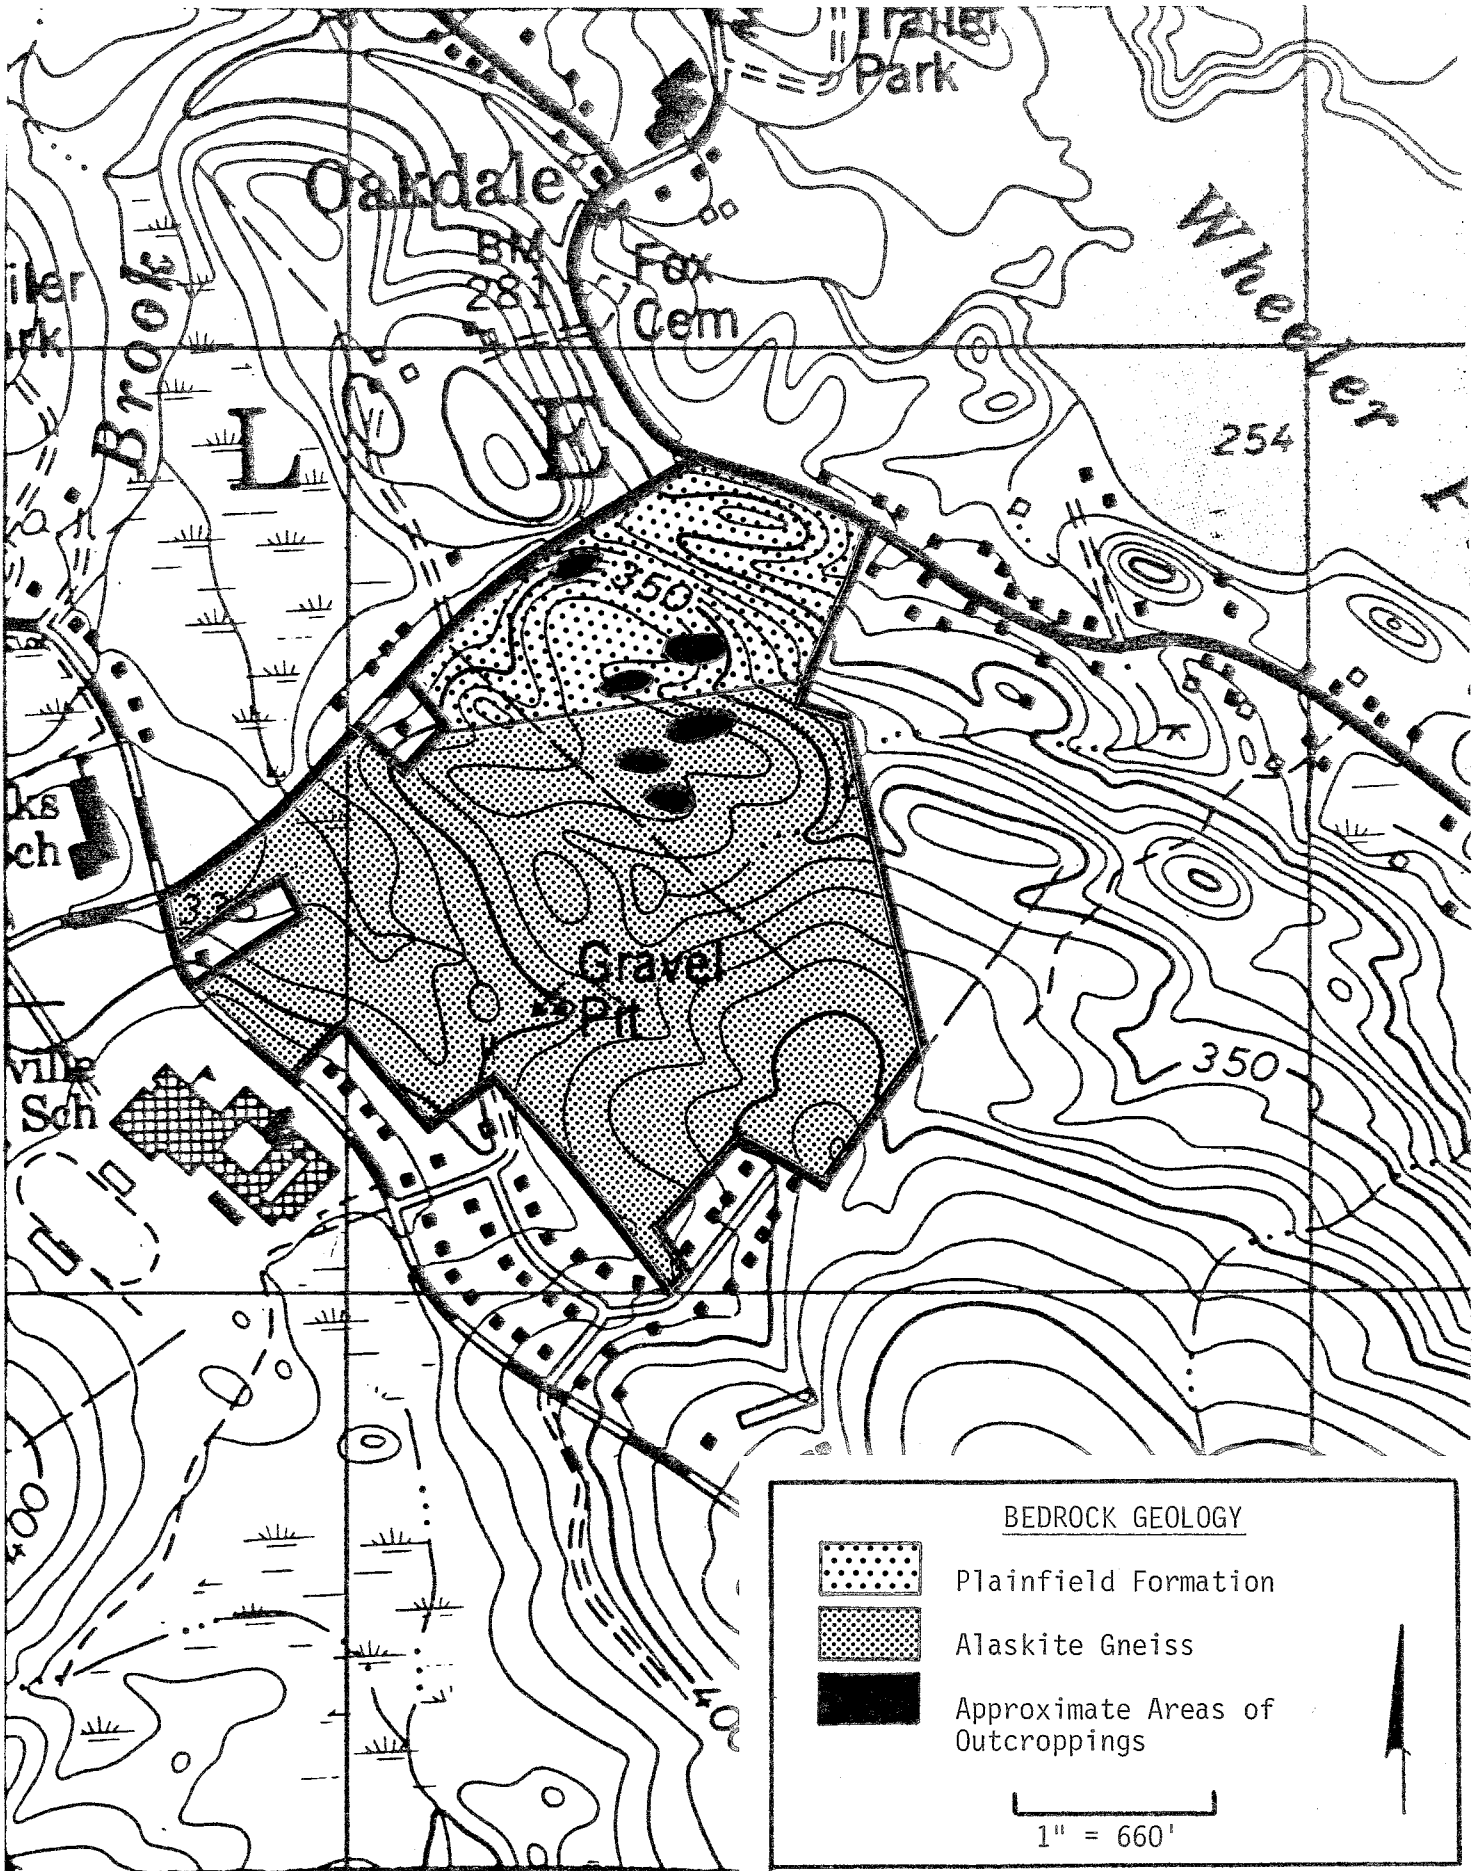 Trailer
Park
Oakdale
BM
281
Fox
Cem
Wheeler
Brook
L
E
254
350
Gravel
Pit
350
Sch
400
BEDROCK GEOLOGY
Plainfield Formation
Alaskite Gneiss
Approximate Areas of
Outcroppings
1" = 660'